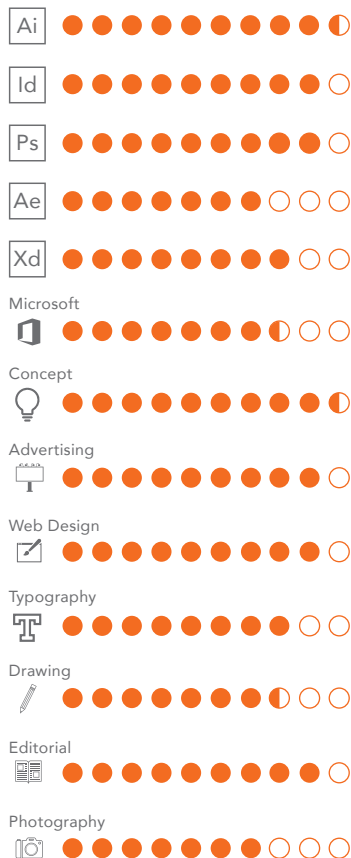 Ai
Id
Ps
Ae
Xd
Microsoft
Concept
Advertising
Web Design
Typography
Drawing
Editorial
Photography